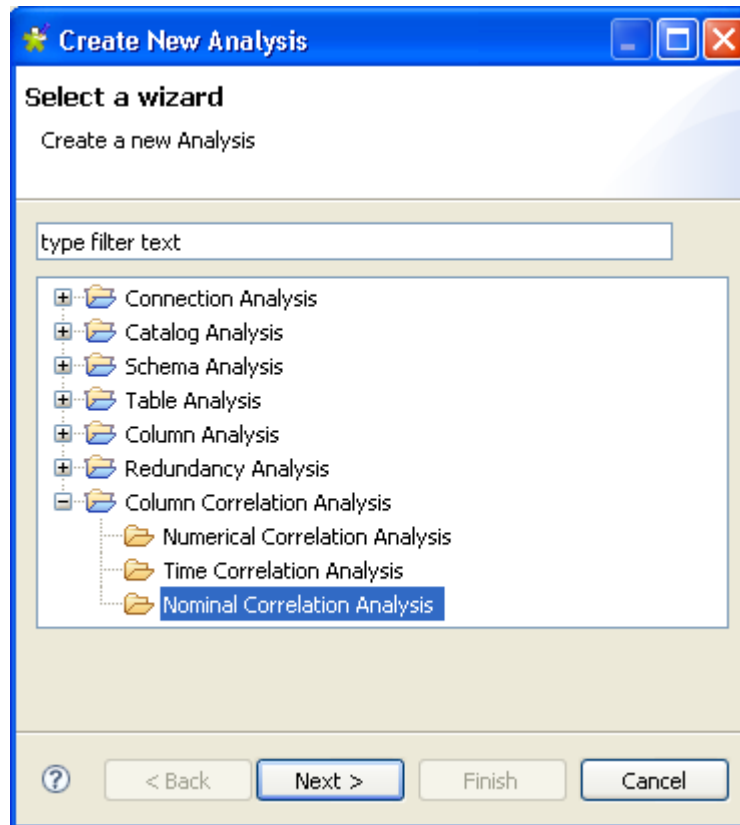 Create New Analysis
Select a wizard
Create a new Analysis
type filter text
Connection Analysis
Catalog Analysis
Schema Analysis
Table Analysis
Column Analysis
Redundancy Analysis
Column Correlation Analysis
Numerical Correlation Analysis
Time Correlation Analysis
Nominal Correlation Analysis
? < Back Next > Finish Cancel